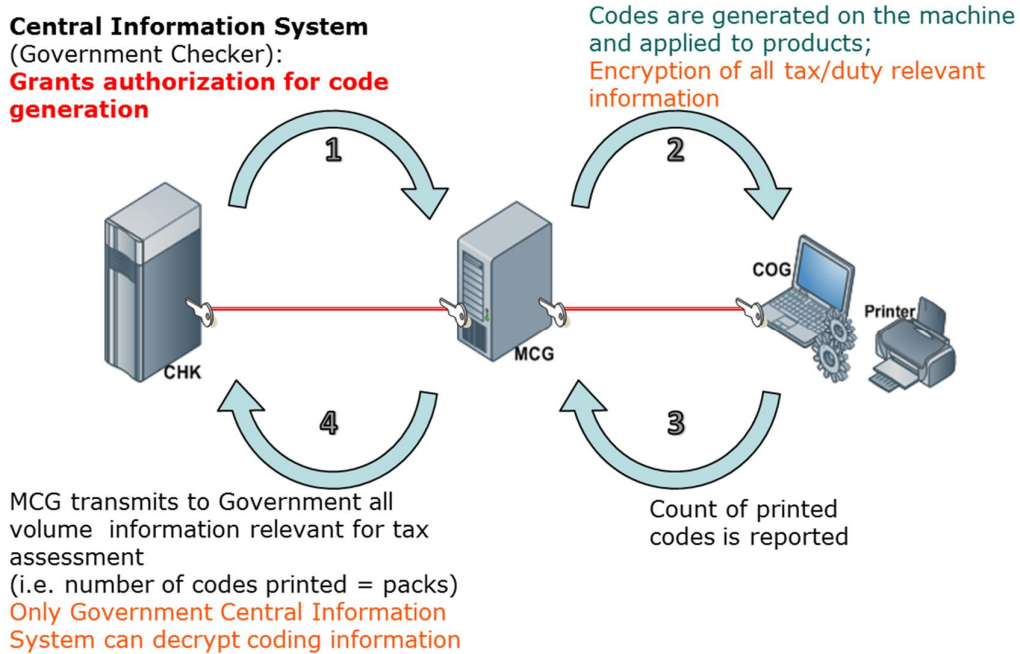 Central Information System
(Government Checker):
Grants authorization for code
generation
Codes are generated on the machine
and applied to products;
Encryption of all tax/duty relevant
information
1
2
COG
Printer
MCG
CHK
4
3
MCG transmits to Government all
volume information relevant for tax
assessment
(i.e. number of codes printed = packs)
Only Government Central Information
System can decrypt coding information
Count of printed
codes is reported